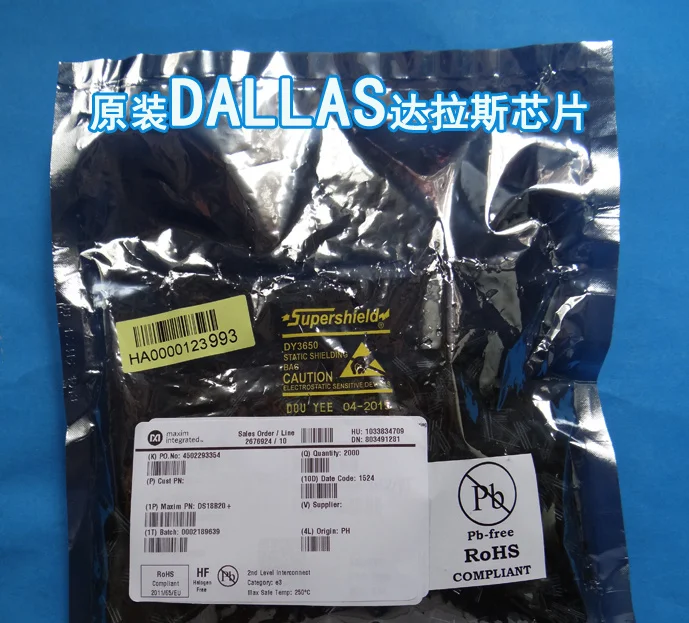 原装DALLAS达拉斯芯片
HA0000123993
Supershield®
DY3650
STATIC SHIELDING
BAG
CAUTION
ELECTROSTATIC SENSITIVE
DOU YEE 04-201
maxim
integrated™
Sales Order / Line
2676924 / 10
HU: 1033834709
DN: 803491281
(K) PO.No: 4502293354
(Q) Quantity: 2000
(P) Cust PN:
(10D) Date Code: 1524
(1P) Maxim PN: DS18B20+
(V) Supplier:
(1T) Batch: 0002189639
(4L) Origin: PH
RoHS
Compliant
2011/65/EU
HF
Halogen
Free
Pb
2nd Level Interconnect
Category: e3
Max Safe Temp: 250°C
Pb
Pb-free
RoHS
COMPLIANT